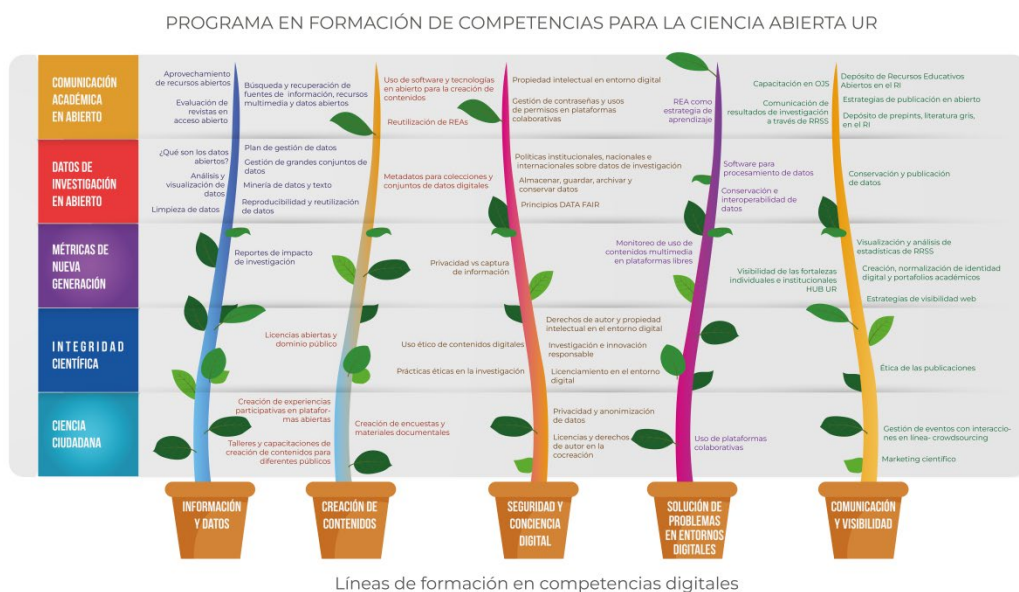 PROGRAMA EN FORMACIÓN DE COMPETENCIAS PARA LA CIENCIA ABIERTA UR
COMUNICACIÓN
ACADÉMICA
EN ABIERTO
Aprovechamiento
de recursos abiertos
Evaluación de
revistas en
acceso abierto
Búsqueda y recuperación de
fuentes de información, recursos
multimedia y datos abiertos
Uso de software y tecnologías
en abierto para la creación de
contenidos
Reutilización de REAs
Propiedad intelectual en entorno digital
Gestión de contraseñas y usos
de permisos en plataformas
colaborativas
REA como
estrategia de
aprendizaje
Capacitación en OJS
Comunicación de
resultados de investigación
a través de RRSS
Depósito de Recursos Educativos
Abiertos en el RI
Estrategias de publicación en abierto
Depósito de prepints, literatura gris,
en el RI
DATOS DE
INVESTIGACIÓN
EN ABIERTO
¿Qué son los datos
abiertos?
Análisis y
visualización de
datos
Limpieza de datos
Plan de gestión de datos
Gestión de grandes conjuntos de
datos
Minería de datos y texto
Reproducibilidad y reutilización
de datos
Metadatos para colecciones y
conjuntos de datos digitales
Políticas institucionales, nacionales e
internacionales sobre datos de investigación
Almacenar, guardar, archivar y
conservar datos
Principios DATA FAIR
Software para
procesamiento de datos
Conservación e
interoperabilidad de
datos
Conservación y publicación
de datos
MÉTRICAS DE
NUEVA
GENERACIÓN
Reportes de impacto
de investigación
Privacidad vs captura
de información
Monitoreo de uso de
contenidos multimedia
en plataformas libres
Visibilidad de las fortalezas
individuales e institucionales
HUB UR
Visualización y análisis de
estadísticas de RRSS
Creación, normalización de identidad
digital y portafolios académicos
Estrategias de visibilidad web
INTEGRIDAD
CIENTÍFICA
Licencias abiertas y
dominio público
Uso ético de contenidos digitales
Prácticas éticas en la investigación
Derechos de autor y propiedad
intelectual en el entorno digital
Investigación e innovación
responsable
Licenciamiento en el entorno
digital
Ética de las publicaciones
CIENCIA
CIUDADANA
Creación de experiencias
participativas en platafor-
mas abiertas
Talleres y capacitaciones de
creación de contenidos para
diferentes públicos
Creación de encuestas y
materiales documentales
Privacidad y anonimización
de datos
Licencias y derechos
de autor en la
cocreación
Uso de plataformas
colaborativas
Gestión de eventos con interaccio-
nes en línea- crowdsourcing
Marketing científico
INFORMACIÓN
Y DATOS
CREACIÓN DE
CONTENIDOS
SEGURIDAD Y
CONCIENCIA
DIGITAL
SOLUCIÓN DE
PROBLEMAS
EN ENTORNOS
DIGITALES
COMUNICACIÓN
Y VISIBILIDAD
Líneas de formación en competencias digitales